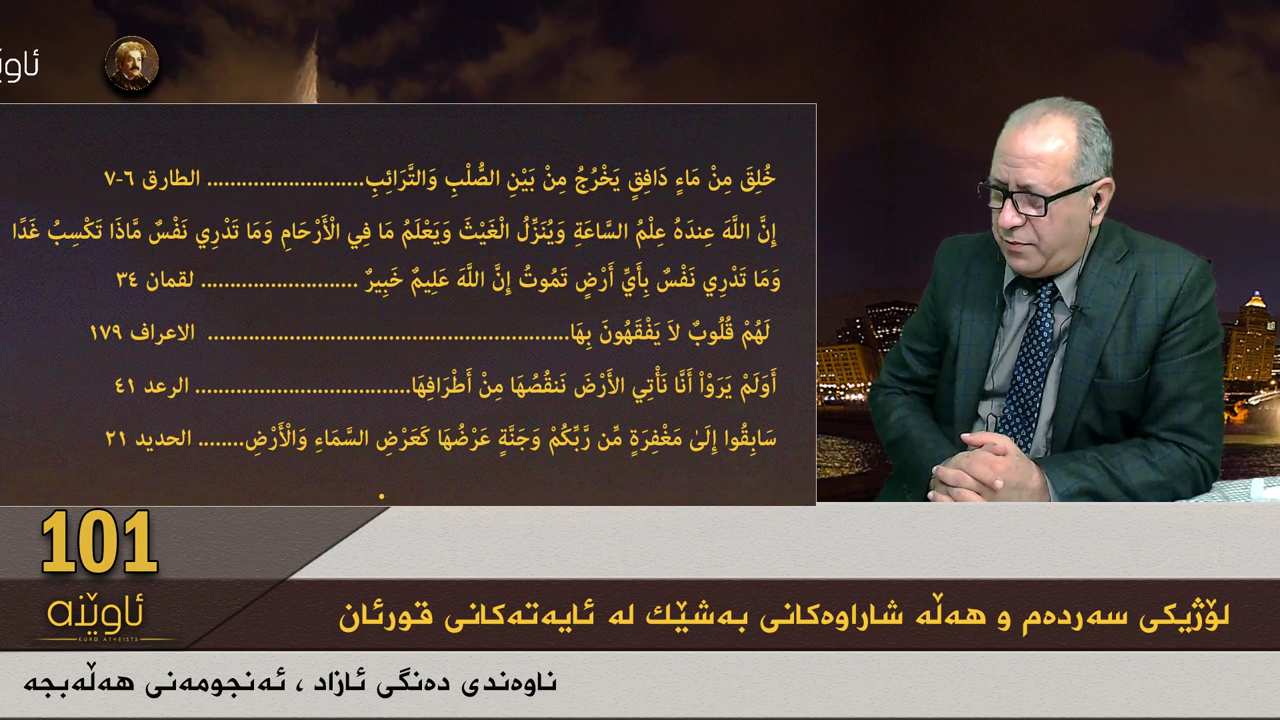 خُلِقَ مِنْ مَاءٍ دَافِقٍ يَخْرُجُ مِنْ بَيْنِ الصُّلْبِ وَالتَّرَائِبِ........................... الطارق ٦-٧
إِنَّ اللَّهَ عِندَهُ عِلْمُ السَّاعَةِ وَيُنَزِّلُ الْغَيْثَ وَيَعْلَمُ مَا فِي الْأَرْحَامِ وَمَا تَدْرِي نَفْسٌ مَّاذَا تَكْسِبُ غَدًا
وَمَا تَدْرِي نَفْسٌ بِأَيِّ أَرْضٍ تَمُوتُ إِنَّ اللَّهَ عَلِيمٌ خَبِيرٌ ........................... لقمان ٣٤
لَهُمْ قُلُوبٌ لاَ يَفْقَهُونَ بِهَا.............................................................. الاعراف ١٧٩
أَوَلَمْ يَرَوْاْ أَنَّا نَأْتِي الأَرْضَ نَنقُصُهَا مِنْ أَطْرَافِهَا..................................... الرعد ٤١
سَابِقُوا إِلَىٰ مَغْفِرَةٍ مِّن رَّبِّكُمْ وَجَنَّةٍ عَرْضُهَا كَعَرْضِ السَّمَاءِ وَالْأَرْضِ........ الحديد ٢١
101
ئاوێنە
KURD ATHEISTS
لۆژیکی سەردەم و هەڵە شاراوەکانی بەشێك لە ئایەتەکانی قورئان
ناوەندی دەنگی ئازاد ، ئەنجومەنی هەڵەبجە